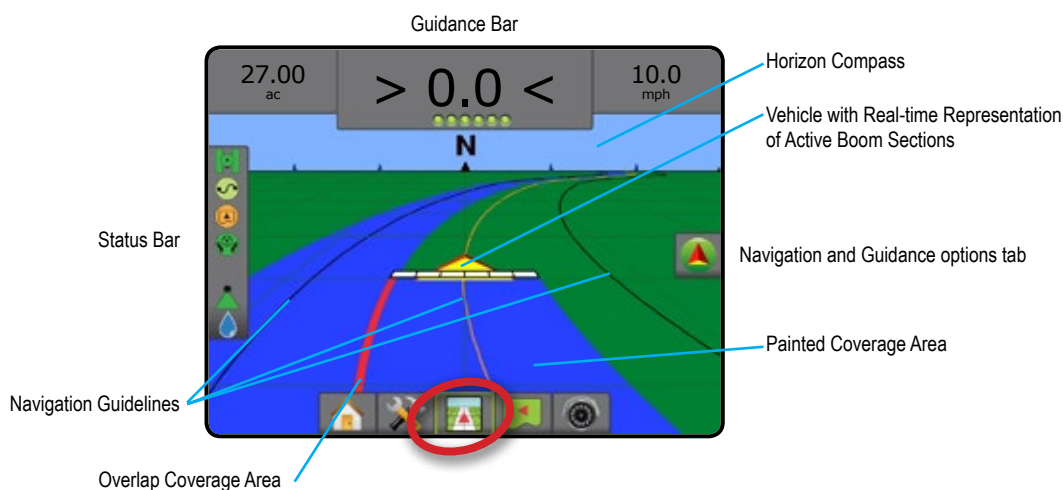 Guidance Bar
27.00
ac
> 0.0 <
10.0
mph
N
Horizon Compass
Vehicle with Real-time Representation
of Active Boom Sections
Status Bar
Navigation and Guidance options tab
Painted Coverage Area
Navigation Guidelines
Overlap Coverage Area